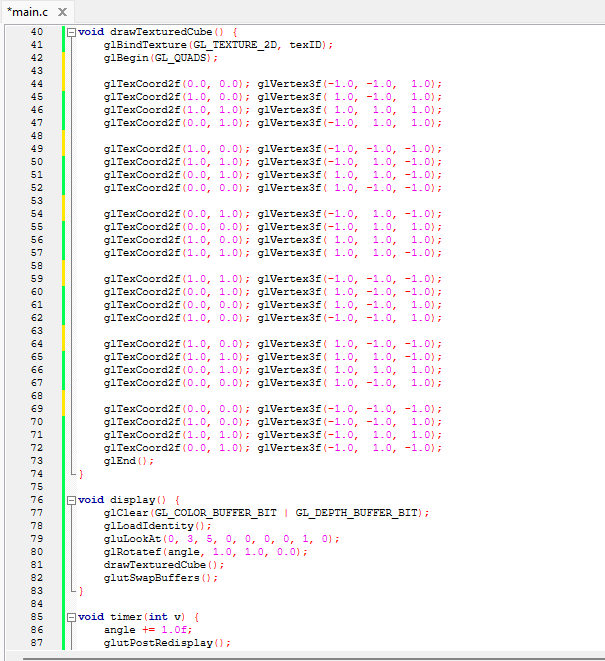 *main.c X
40 void drawTexturedCube() {
41 glBindTexture(GL_TEXTURE_2D, texID);
42 glBegin(GL_QUADS);
43
44 glTexCoord2f(0.0, 0.0); glVertex3f(-1.0, -1.0,  1.0);
45 glTexCoord2f(1.0, 0.0); glVertex3f( 1.0, -1.0,  1.0);
46 glTexCoord2f(1.0, 1.0); glVertex3f( 1.0,  1.0,  1.0);
47 glTexCoord2f(0.0, 1.0); glVertex3f(-1.0,  1.0,  1.0);
48
49 glTexCoord2f(1.0, 0.0); glVertex3f(-1.0, -1.0, -1.0);
50 glTexCoord2f(1.0, 1.0); glVertex3f(-1.0,  1.0, -1.0);
51 glTexCoord2f(0.0, 1.0); glVertex3f( 1.0,  1.0, -1.0);
52 glTexCoord2f(0.0, 0.0); glVertex3f( 1.0, -1.0, -1.0);
53
54 glTexCoord2f(0.0, 1.0); glVertex3f(-1.0,  1.0, -1.0);
55 glTexCoord2f(0.0, 0.0); glVertex3f(-1.0,  1.0,  1.0);
56 glTexCoord2f(1.0, 0.0); glVertex3f( 1.0,  1.0,  1.0);
57 glTexCoord2f(1.0, 1.0); glVertex3f( 1.0,  1.0, -1.0);
58
59 glTexCoord2f(1.0, 1.0); glVertex3f(-1.0, -1.0, -1.0);
60 glTexCoord2f(0.0, 1.0); glVertex3f( 1.0, -1.0, -1.0);
61 glTexCoord2f(0.0, 0.0); glVertex3f( 1.0, -1.0,  1.0);
62 glTexCoord2f(1.0, 0.0); glVertex3f(-1.0, -1.0,  1.0);
63
64 glTexCoord2f(1.0, 0.0); glVertex3f( 1.0, -1.0, -1.0);
65 glTexCoord2f(1.0, 1.0); glVertex3f( 1.0,  1.0, -1.0);
66 glTexCoord2f(0.0, 1.0); glVertex3f( 1.0,  1.0,  1.0);
67 glTexCoord2f(0.0, 0.0); glVertex3f( 1.0, -1.0,  1.0);
68
69 glTexCoord2f(0.0, 0.0); glVertex3f(-1.0, -1.0, -1.0);
70 glTexCoord2f(1.0, 0.0); glVertex3f(-1.0, -1.0,  1.0);
71 glTexCoord2f(1.0, 1.0); glVertex3f(-1.0,  1.0,  1.0);
72 glTexCoord2f(0.0, 1.0); glVertex3f(-1.0,  1.0, -1.0);
73 glEnd();
74 }
75
76 void display() {
77 glClear(GL_COLOR_BUFFER_BIT | GL_DEPTH_BUFFER_BIT);
78 glLoadIdentity();
79 gluLookAt(0, 3, 5, 0, 0, 0, 0, 1, 0);
80 glRotatef(angle, 1.0, 1.0, 0.0);
81 drawTexturedCube();
82 glutSwapBuffers();
83 }
84
85 void timer(int v) {
86 angle += 1.0f;
87 glutPostRedisplay();